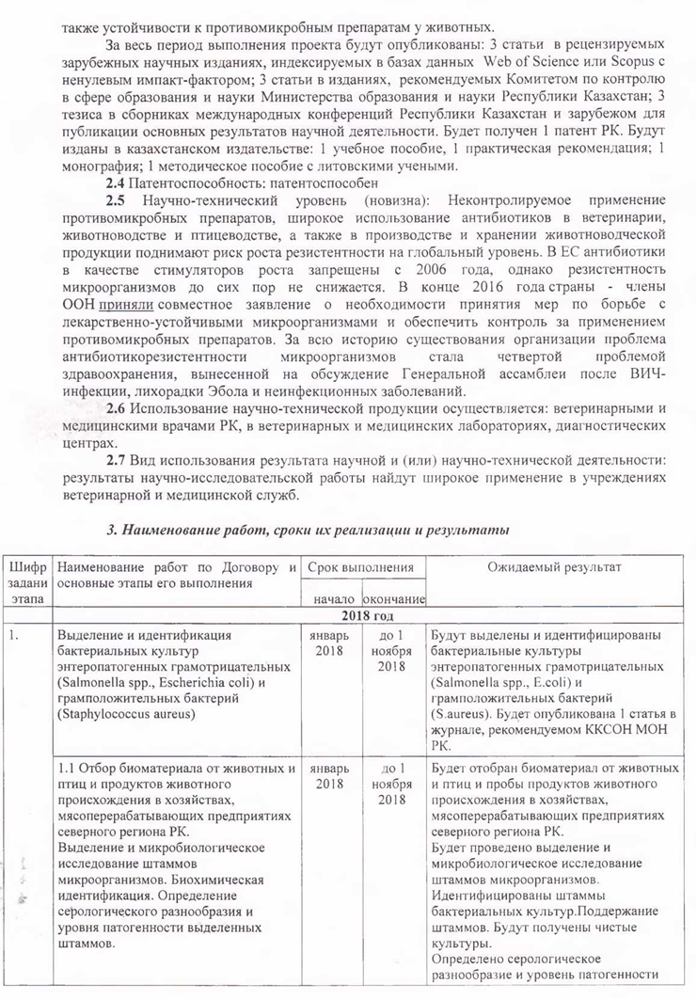 также устойчивости к противомикробным препаратам у животных.
За весь период выполнения проекта будут опубликованы: 3 статьи в рецензируемых
зарубежных научных изданиях, индексируемых в базах данных Web of Science или Scopus с
ненулевым импакт-фактором; 3 статьи в изданиях, рекомендуемых Комитетом по контролю
в сфере образования и науки Министерства образования и науки Республики Казахстан; 3
тезиса в сборниках международных конференций Республики Казахстан и зарубежом для
публикации основных результатов научной деятельности. Будет получен 1 патент РК. Будут
изданы в казахстанском издательстве: 1 учебное пособие, 1 практическая рекомендация; 1
монография; 1 методическое пособие с литовскими учеными.
2.4 Патентоспособность: патентоспособен
2.5 Научно-технический уровень (новизна): Неконтролируемое применение
противомикробных препаратов, широкое использование антибиотиков в ветеринарии,
животноводстве и птицеводстве, а также в производстве и хранении животноводческой
продукции поднимают риск роста резистентности на глобальный уровень. В ЕС антибиотики
в качестве стимуляторов роста запрещены с 2006 года, однако резистентность
микроорганизмов до сих пор не снижается. В конце 2016 года страны - члены
ООН приняли совместное заявление о необходимости принятия мер по борьбе с
лекарственно-устойчивыми микроорганизмами и обеспечить контроль за применением
противомикробных препаратов. За всю историю существования организации проблема
антибиотикорезистентности микроорганизмов стала четвертой проблемой
здравоохранения, вынесенной на обсуждение Генеральной ассамблеи после ВИЧ-
инфекции, лихорадки Эбола и неинфекционных заболеваний.
2.6 Использование научно-технической продукции осуществляется: ветеринарными и
медицинскими врачами РК, в ветеринарных и медицинских лабораториях, диагностических
центрах.
2.7 Вид использования результата научной и (или) научно-технической деятельности:
результаты научно-исследовательской работы найдут широкое применение в учреждениях
ветеринарной и медицинской служб.
3. Наименование работ, сроки их реализации и результаты
Шифр
задани
этапа
Наименование работ по Договору и
основные этапы его выполнения
Срок выполнения
начало
окончание
Ожидаемый результат
2018 год
1.
Выделение и идентификация
бактериальных культур
энтеропатогенных грамотрицательных
(Salmonella spp., Escherichia coli) и
грамположительных бактерий
(Staphylococcus aureus)
январь
2018
до 1
ноября
2018
Будут выделены и идентифицированы
бактериальные культуры
энтеропатогенных грамотрицательных
(Salmonella spp., E.coli) и
грамположительных бактерий
(S.aureus). Будет опубликована 1 статья в
журнале, рекомендуемом ККСОН МОН
РК.
1.1 Отбор биоматериала от животных и
птиц и продуктов животного
происхождения в хозяйствах,
мясоперерабатывающих предприятиях
северного региона РК.
Выделение и микробиологическое
исследование штаммов
микроорганизмов. Биохимическая
идентификация. Определение
серологического разнообразия и
уровня патогенности выделенных
штаммов.
январь
2018
до 1
ноября
2018
Будет отобран биоматериал от животных
и птиц и пробы продуктов животного
происхождения в хозяйствах,
мясоперерабатывающих предприятиях
северного региона РК.
Будет проведено выделение и
микробиологическое исследование
штаммов микроорганизмов.
Идентифицированы штаммы
бактериальных культур.Поддержание
штаммов. Будут получены чистые
культуры.
Определено серологическое
разнообразие и уровень патогенности